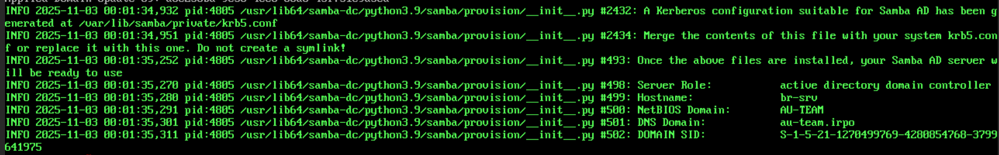 INFO 2025-11-03 00:01:34,932 pid:4805 /usr/lib64/samba-dc/python3.9/samba/provision/__init__.py #2432: A Kerberos configuration suitable for Samba AD has been g
enerated at /var/lib/samba/private/krb5.conf
INFO 2025-11-03 00:01:34,951 pid:4805 /usr/lib64/samba-dc/python3.9/samba/provision/__init__.py #2434: Merge the contents of this file with your system krb5.con
f or replace it with this one. Do not create a symlink!
INFO 2025-11-03 00:01:35,252 pid:4805 /usr/lib64/samba-dc/python3.9/samba/provision/__init__.py #493: Once the above files are installed, your Samba AD server w
ill be ready to use
INFO 2025-11-03 00:01:35,270 pid:4805 /usr/lib64/samba-dc/python3.9/samba/provision/__init__.py #498: Server Role:           active directory domain controller
INFO 2025-11-03 00:01:35,280 pid:4805 /usr/lib64/samba-dc/python3.9/samba/provision/__init__.py #499: Hostname:              br-srv
INFO 2025-11-03 00:01:35,291 pid:4805 /usr/lib64/samba-dc/python3.9/samba/provision/__init__.py #500: NetBIOS Domain:        AU-TEAM
INFO 2025-11-03 00:01:35,301 pid:4805 /usr/lib64/samba-dc/python3.9/samba/provision/__init__.py #501: DNS Domain:            au-team.irpo
INFO 2025-11-03 00:01:35,311 pid:4805 /usr/lib64/samba-dc/python3.9/samba/provision/__init__.py #502: DOMAIN SID:            S-1-5-21-1270499769-4280854768-3799
641975